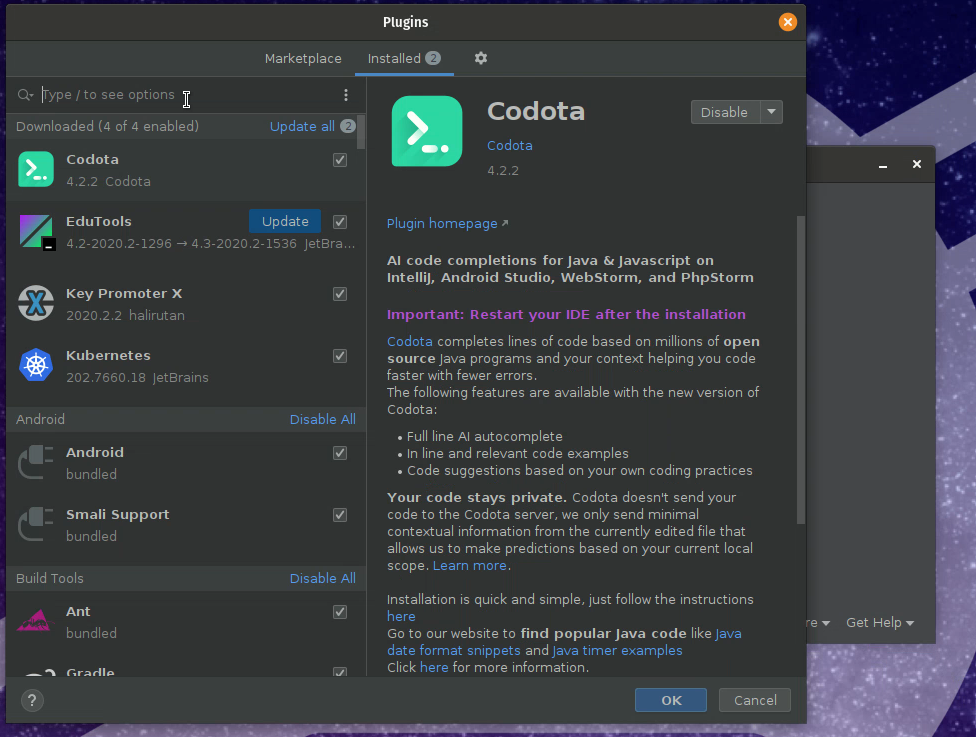 Plugins
Marketplace
Installed 2
Type / to see options
Downloaded (4 of 4 enabled)
Update all 2
Codota
4.2.2 Codota
EduTools
Update
4.2-2020.2-1296 → 4.3-2020.2-1536 JetBra...
Key Promoter X
2020.2.2 halirutan
Kubernetes
202.7660.18 JetBrains
Android
Disable All
Android
bundled
Smali Support
bundled
Build Tools
Disable All
Ant
bundled
Gradle
Codota
Disable
Codota
4.2.2
Plugin homepage ↗
AI code completions for Java & Javascript on
IntelliJ, Android Studio, WebStorm, and PhpStorm
Important: Restart your IDE after the installation
Codota completes lines of code based on millions of open
source Java programs and your context helping you code
faster with fewer errors.
The following features are available with the new version of
Codota:
• Full line AI autocomplete
• In line and relevant code examples
• Code suggestions based on your own coding practices
Your code stays private. Codota doesn't send your
code to the Codota server, we only send minimal
contextual information from the currently edited file that
allows us to make predictions based on your current local
scope. Learn more.
Installation is quick and simple, just follow the instructions
here
Go to our website to find popular Java code like Java
date format snippets and Java timer examples
Click here for more information.
?
OK
Cancel
re
Get Help